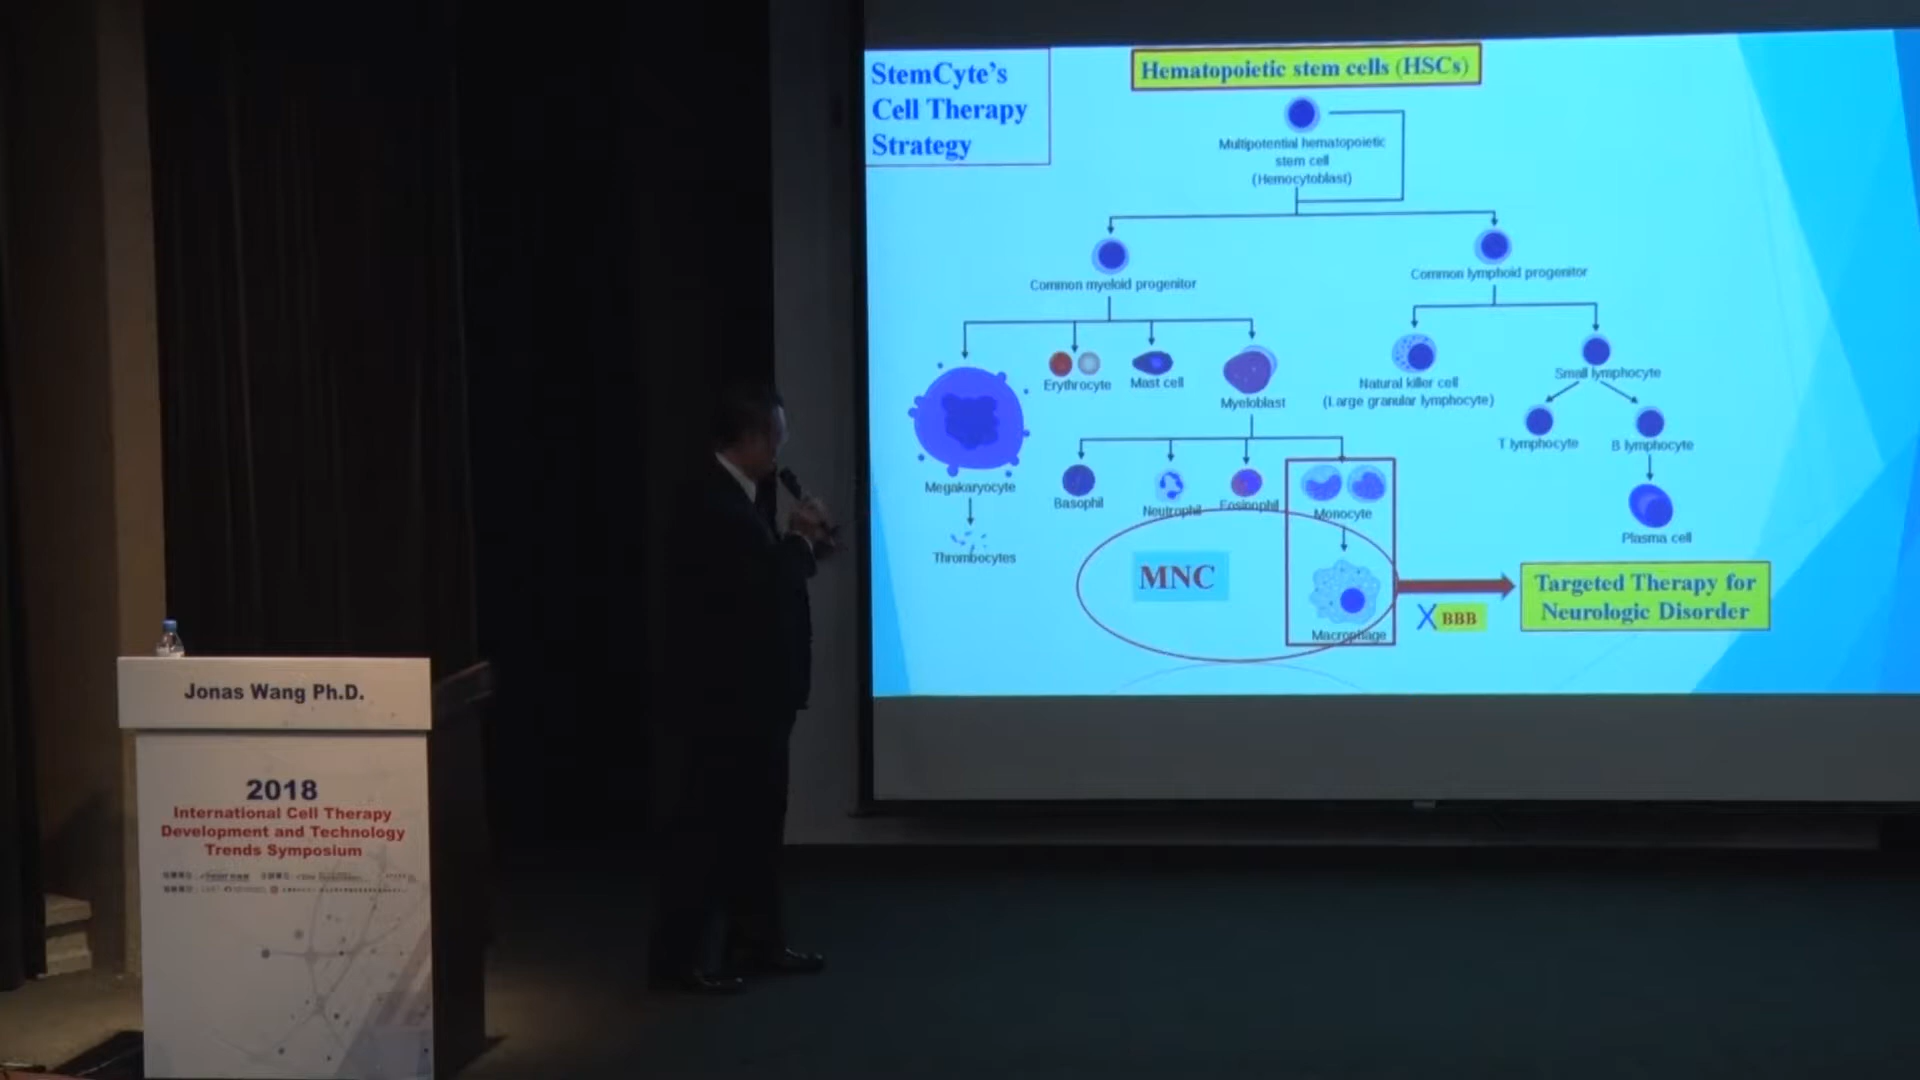 StemCyte's
Cell Therapy
Strategy
Hematopoietic stem cells (HSCs)
Multipotential hematopoietic
stem cell
(Hemocytoblast)
Common myeloid progenitor
Common lymphoid progenitor
Erythrocyte
Mast cell
Myeloblast
Natural killer cell
(Large granular lymphocyte)
Small lymphocyte
T lymphocyte
B lymphocyte
Megakaryocyte
Basophil
Neutrophil
Eosinophil
Monocyte
Plasma cell
Thrombocytes
MNC
Macrophage
X BBB
Targeted Therapy for
Neurologic Disorder
Jonas Wang Ph.D.
2018
International Cell Therapy
Development and Technology
Trends Symposium